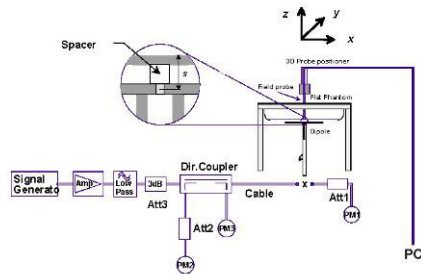 z
y
x
Spacer
s
3D Probe positioner
Field probe
Flat Phantom
Dipole
Dir.Coupler
Signal
Generato
Amp
Low
Pass
3dB
Att3
Cable
x
Att1
PM1
Att2
PM3
PM2
PC